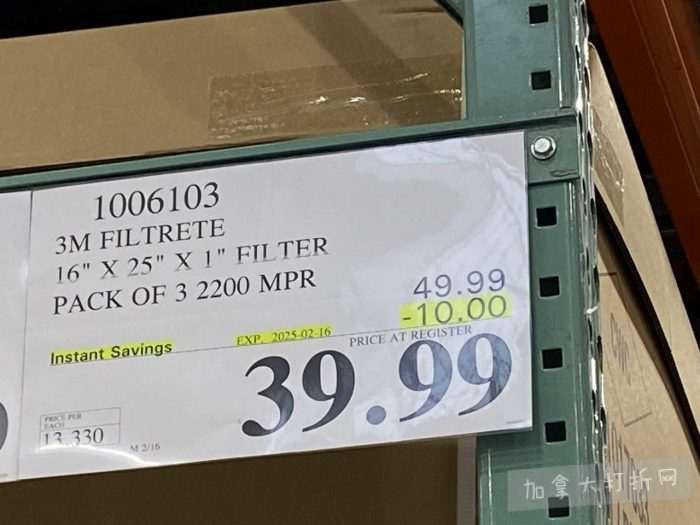 1006103
3M FILTRETE
16" X 25" X 1" FILTER
PACK OF 3 2200 MPR
49.99
-10.00
Instant Savings
EXP. 2025-02-16
PRICE AT REGISTER
39.99
PRICE PER
EACH
13.330
M 2/16
加拿大打折网